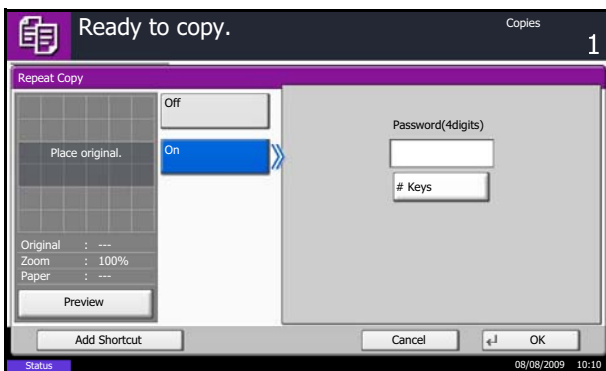 Ready to copy.
Copies
1
Repeat Copy
Place original.
Original : ---
Zoom : 100%
Paper : ---
Preview
Off
On
Password(4digits)
# Keys
Add Shortcut
Cancel
OK
Status
08/08/2009 10:10